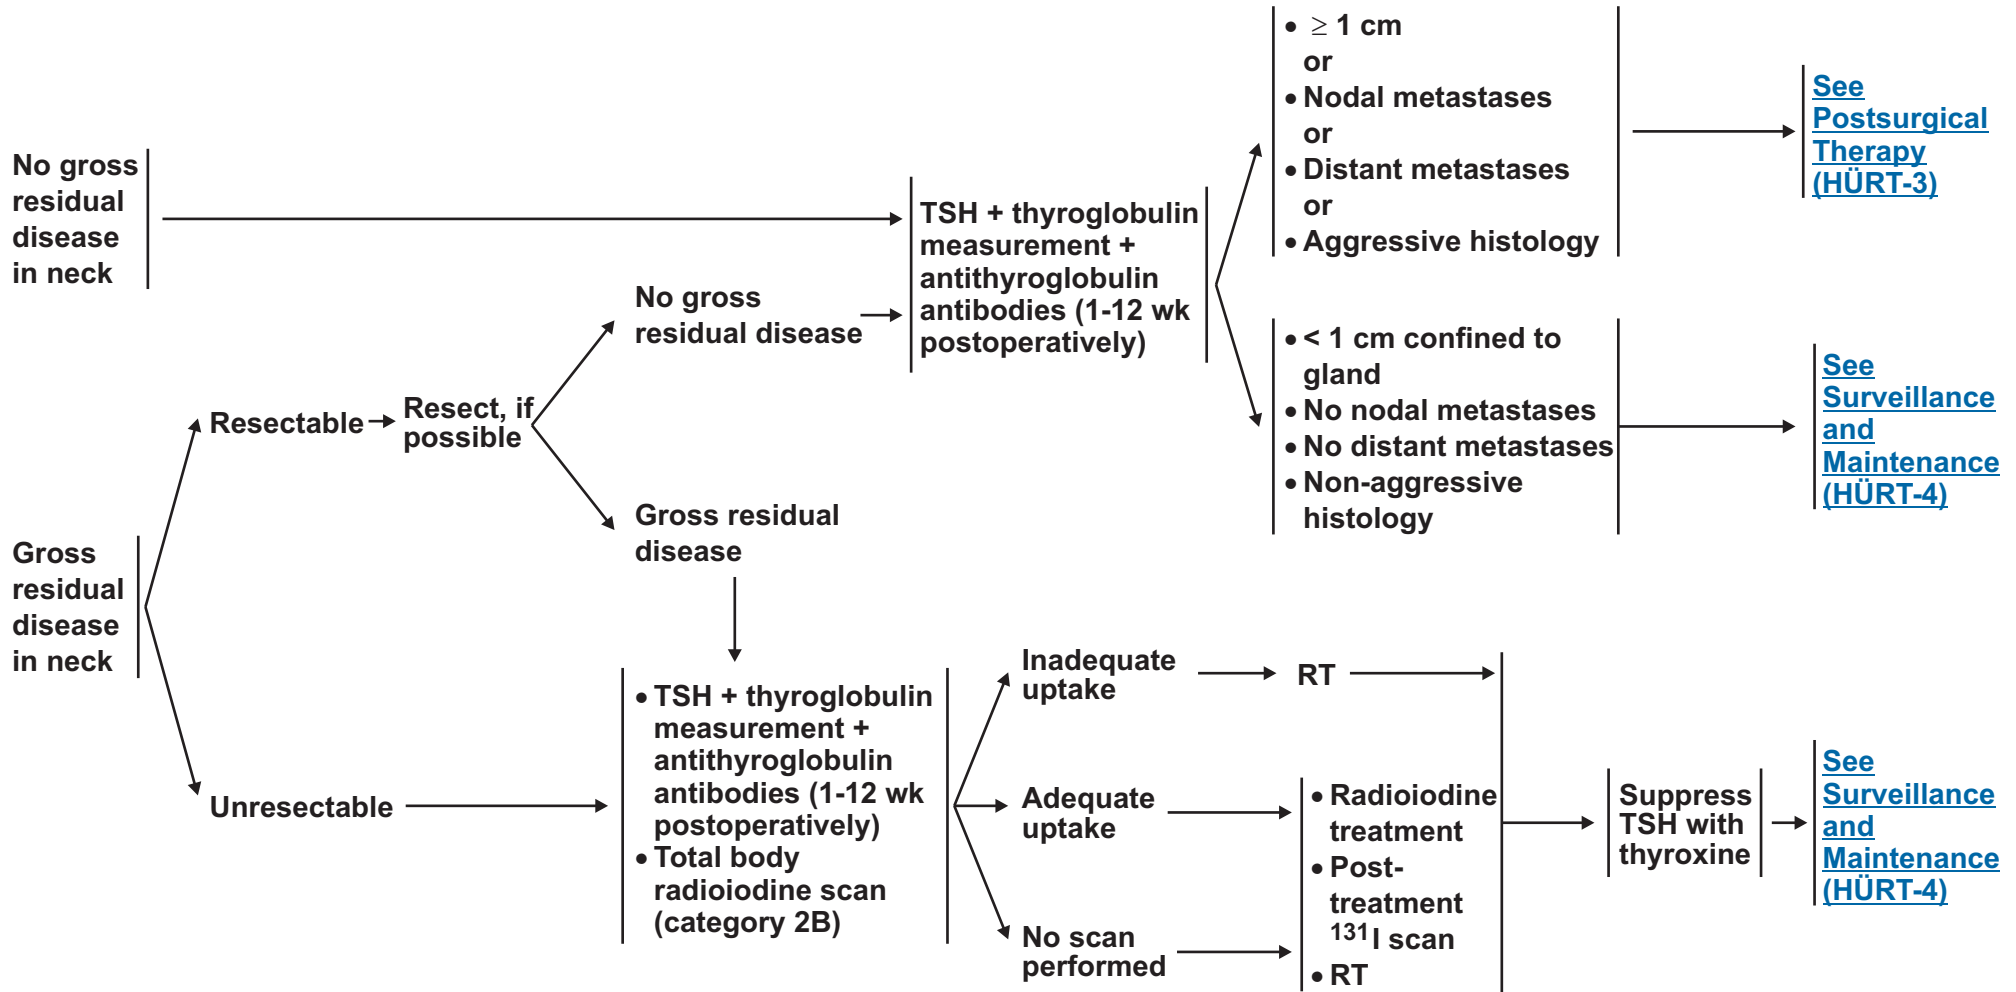 No gross
residual
disease
in neck
TSH + thyroglobulin
measurement +
antithyroglobulin
antibodies (1-12 wk
postoperatively)
• ≥ 1 cm
or
• Nodal metastases
or
• Distant metastases
or
• Aggressive histology
See
Postsurgical
Therapy
(HÜRT-3)
• < 1 cm confined to
gland
• No nodal metastases
• No distant metastases
• Non-aggressive
histology
See
Surveillance
and
Maintenance
(HÜRT-4)
Gross
residual
disease
in neck
Resectable
Resect, if
possible
No gross
residual disease
Gross residual
disease
Unresectable
• TSH + thyroglobulin
measurement +
antithyroglobulin
antibodies (1-12 wk
postoperatively)
• Total body
radioiodine scan
(category 2B)
Inadequate
uptake
RT
Adequate
uptake
No scan
performed
• Radioiodine
treatment
• Post-
treatment
131I scan
• RT
Suppress
TSH with
thyroxine
See
Surveillance
and
Maintenance
(HÜRT-4)